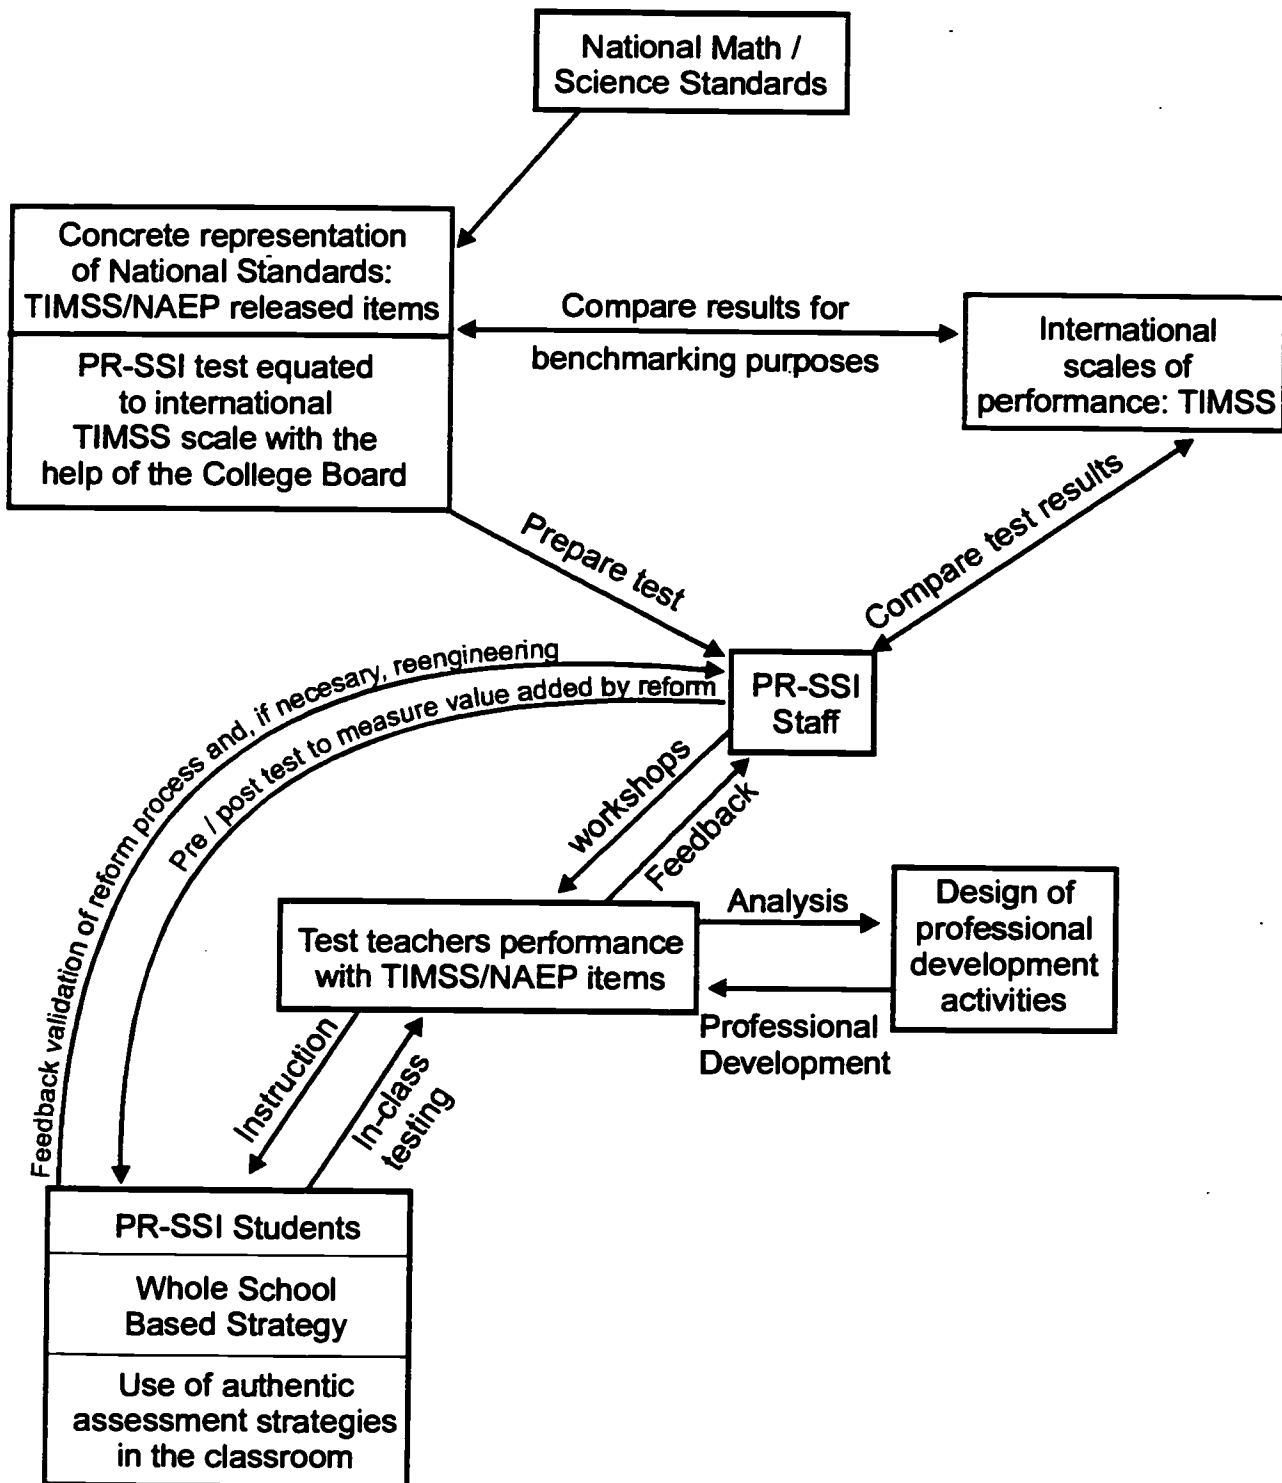 National Math /
Science Standards
Concrete representation
of National Standards:
TIMSS/NAEP released items
PR-SSI test equated
to international
TIMSS scale with the
help of the College Board
Compare results for
benchmarking purposes
International
scales of
performance: TIMSS
Prepare test
Compare test results
Feedback validation of reform process and, if necesary, reengineering
Pre / post test to measure value added by reform
PR-SSI
Staff
workshops
Feedback
Test teachers performance
with TIMSS/NAEP items
Analysis
Professional
Development
Design of
professional
development
activities
Instruction
In-class
testing
PR-SSI Students
Whole School
Based Strategy
Use of authentic
assessment strategies
in the classroom